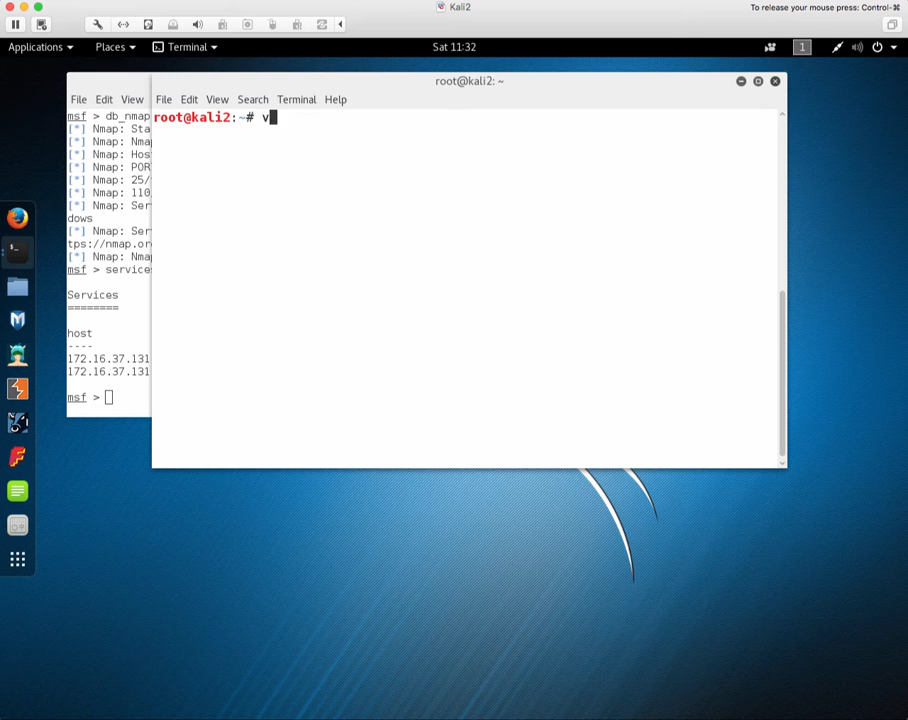 Kali2
To release your mouse press: Control-⌘
Applications
Places
Terminal
Sat 11:32
1
root@kali2: ~
File Edit View
File Edit View Search Terminal Help
msf > db_nmap
[*] Nmap: Sta
[*] Nmap: Nma
[*] Nmap: Hos
[*] Nmap: POR
[*] Nmap: 25/
[*] Nmap: 110
[*] Nmap: Ser
dows
[*] Nmap: Ser
tps://nmap.or
[*] Nmap: Nma
msf > service
Services
========
host
----
172.16.37.131
172.16.37.131
msf >
root@kali2:~# v